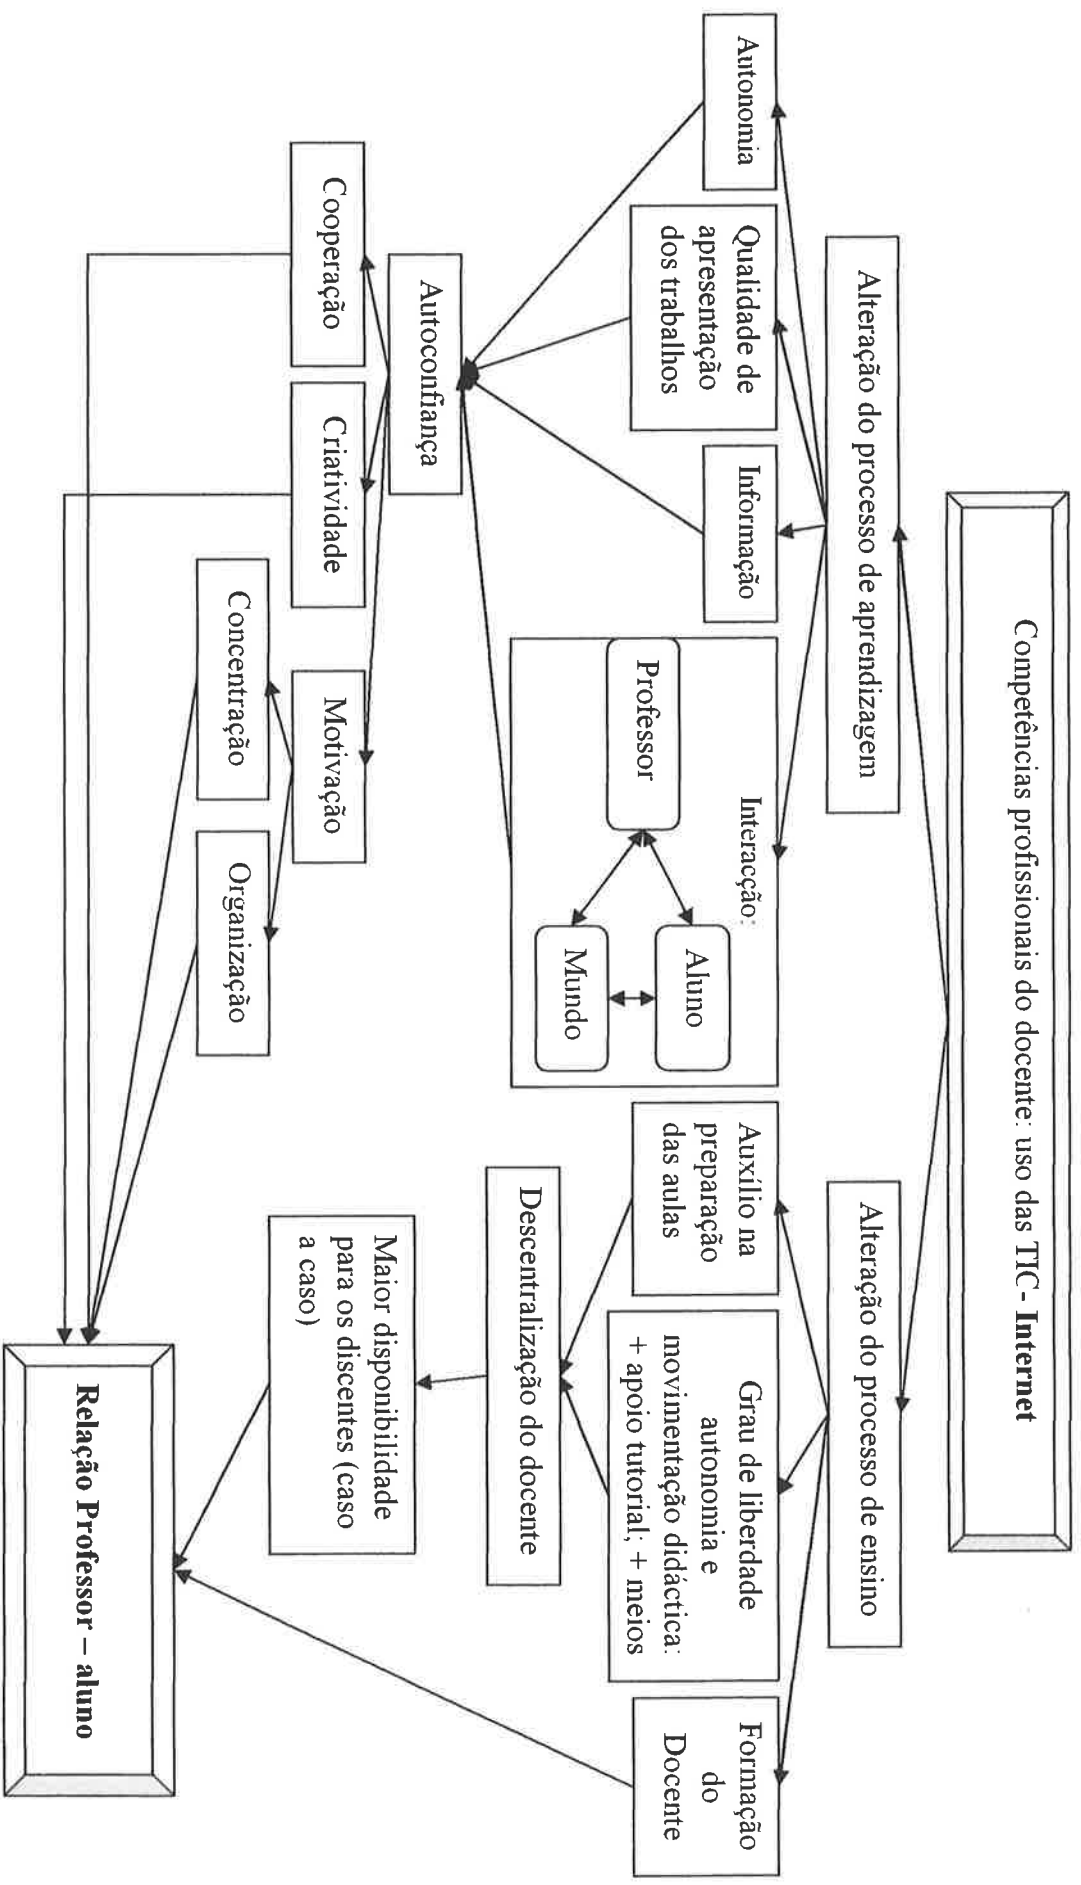 Competências profissionais do docente: uso das TIC- Internet
Alteração do processo de aprendizagem
Alteração do processo de ensino
Autonomia
Qualidade de
apresentação
dos trabalhos
Informação
Interacção:
Professor
Aluno
Mundo
Auxílio na
preparação
das aulas
Grau de liberdade
autonomia e
movimentação didáctica:
+ apoio tutorial; + meios
Formação
do
Docente
Autoconfiança
Descentralização do docente
Cooperação
Criatividade
Motivação
Maior disponibilidade
para os discentes (caso
a caso)
Concentração
Organização
Relação Professor – aluno